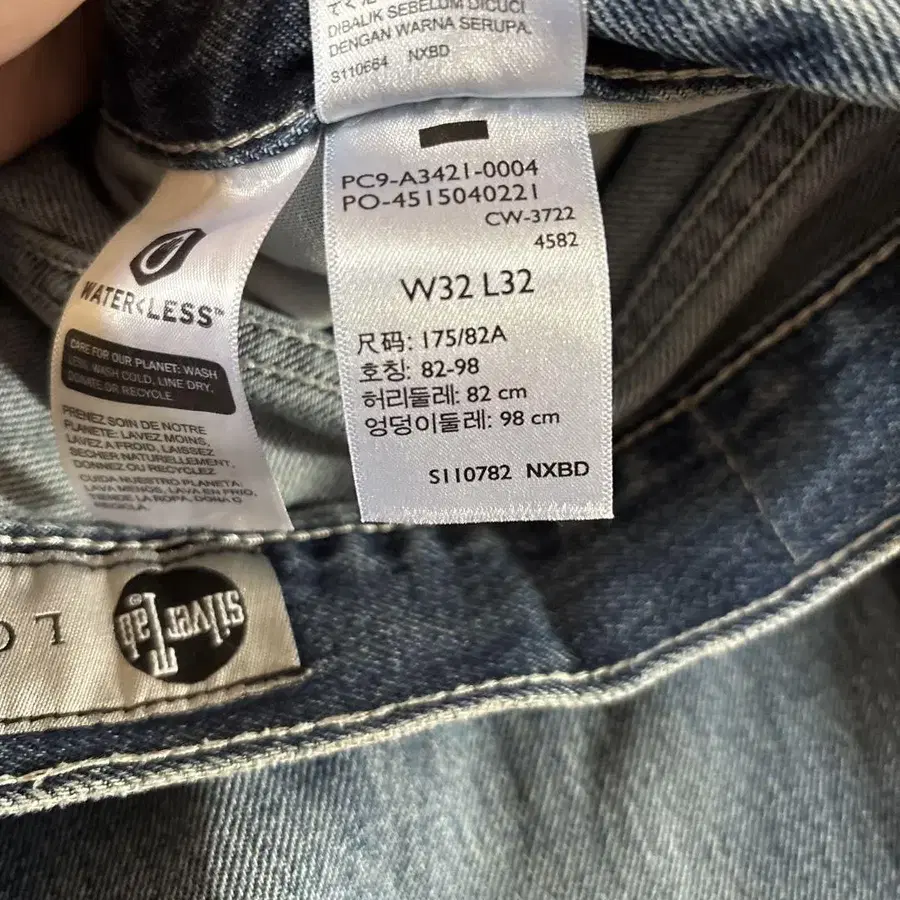 DIBALIK SEBELUM DICUCI
DENGAN WARNA SERUPA.
S110664 NXBD
PC9-A3421-0004
PO-4515040221
CW-3722
4582
W32 L32
尺码: 175/82A
호칭: 82-98
허리둘레: 82 cm
엉덩이둘레: 98 cm
S110782 NXBD
WATER<LESS™
CARE FOR OUR PLANET: WASH
LESS, WASH COLD, LINE DRY,
DONATE OR RECYCLE.
PRENEZ SOIN DE NOTRE
PLANÈTE: LAVEZ MOINS,
LAVEZ A FROID, LAISSEZ
SECHER NATURELLEMENT,
DONNEZ OU RECYCLEZ
CUIDA NUESTRO PLANETA:
LAVA MENOS, LAVA EN FRIO,
TIENDE LA ROPA, DONA O
RECICLA
silverTab
LO